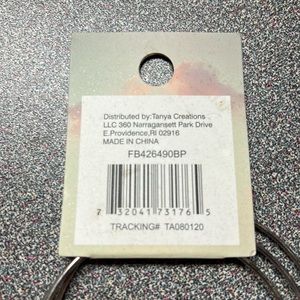 Distributed by:Tanya Creations
LLC 360 Narragansett Park Drive
E.Providence,RI 02916
MADE IN CHINA
FB426490BP
7 32041 73176 5
TRACKING# TA080120